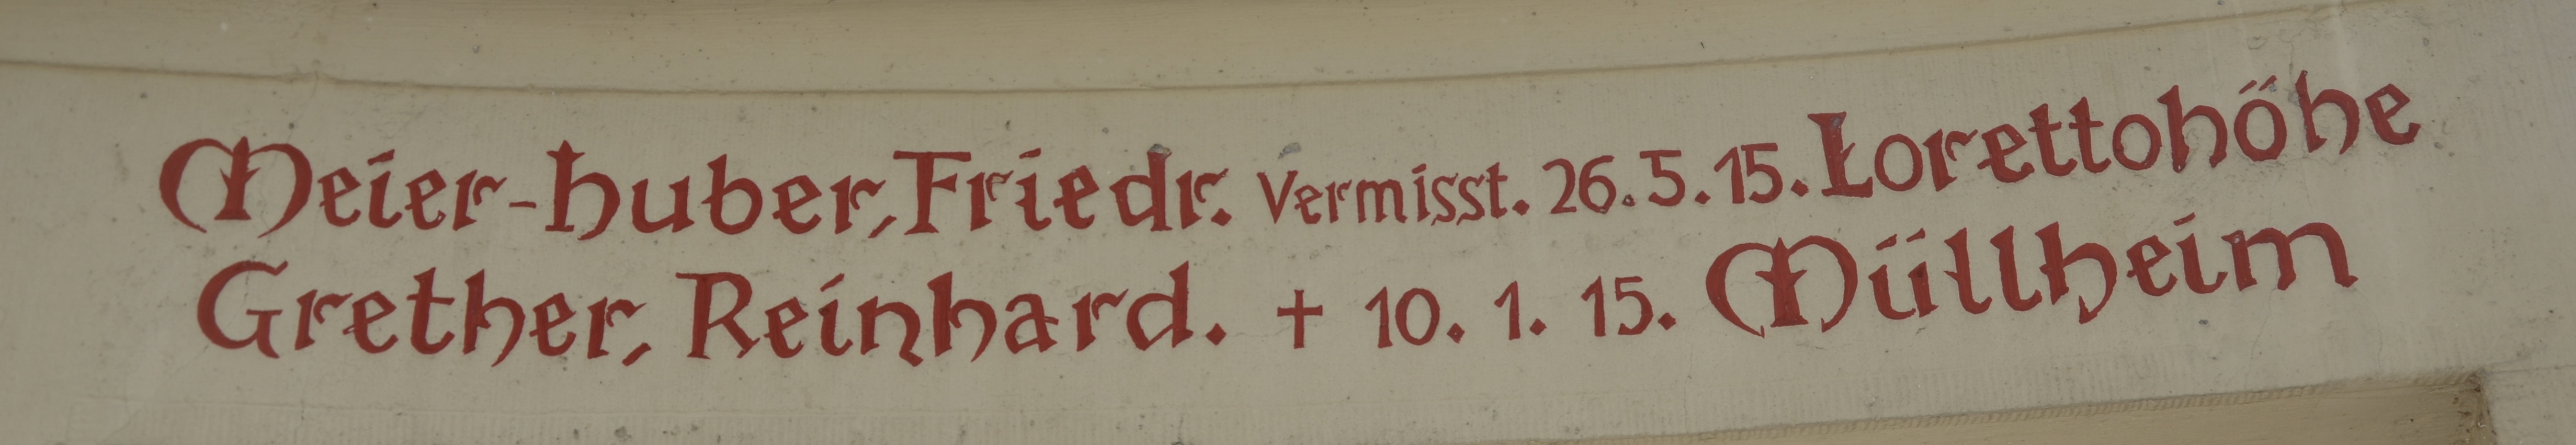 Meier-huber, Friedr. Vermisst. 26.5.15. Lorettohöhe
Grether, Reinhard. † 10. 1. 15. Müllheim